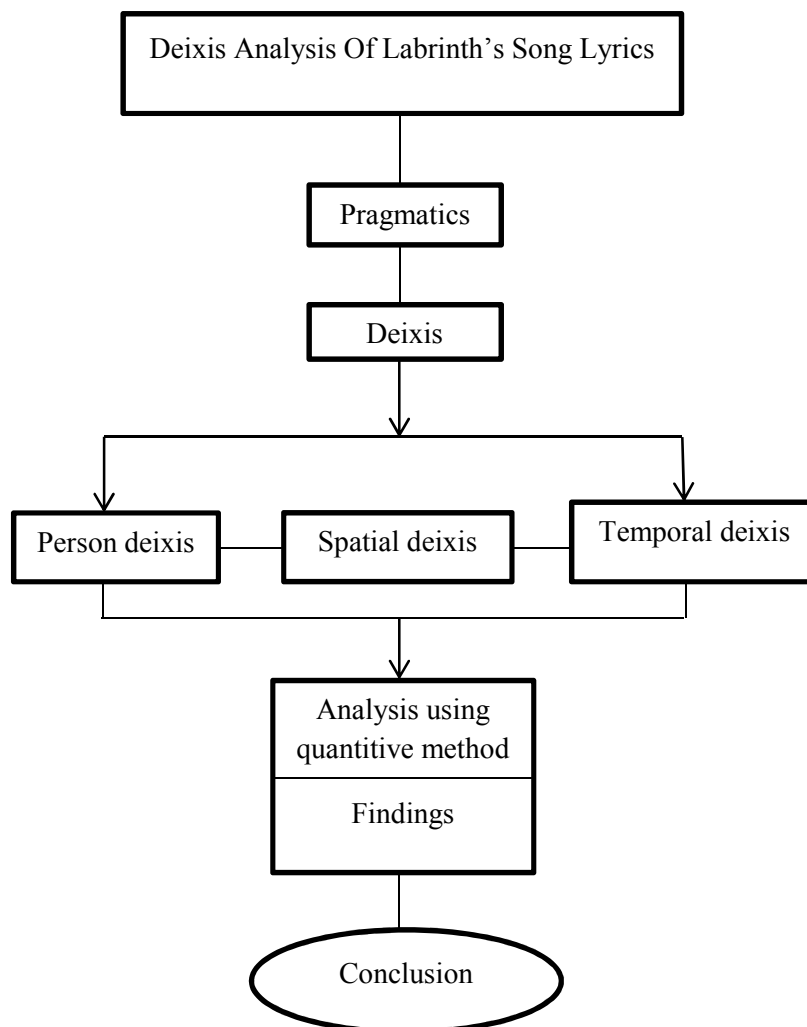 Deixis Analysis Of Labrinth’s Song Lyrics
Pragmatics
Deixis
Person deixis
Spatial deixis
Temporal deixis
Analysis using
quantitive method
Findings
Conclusion